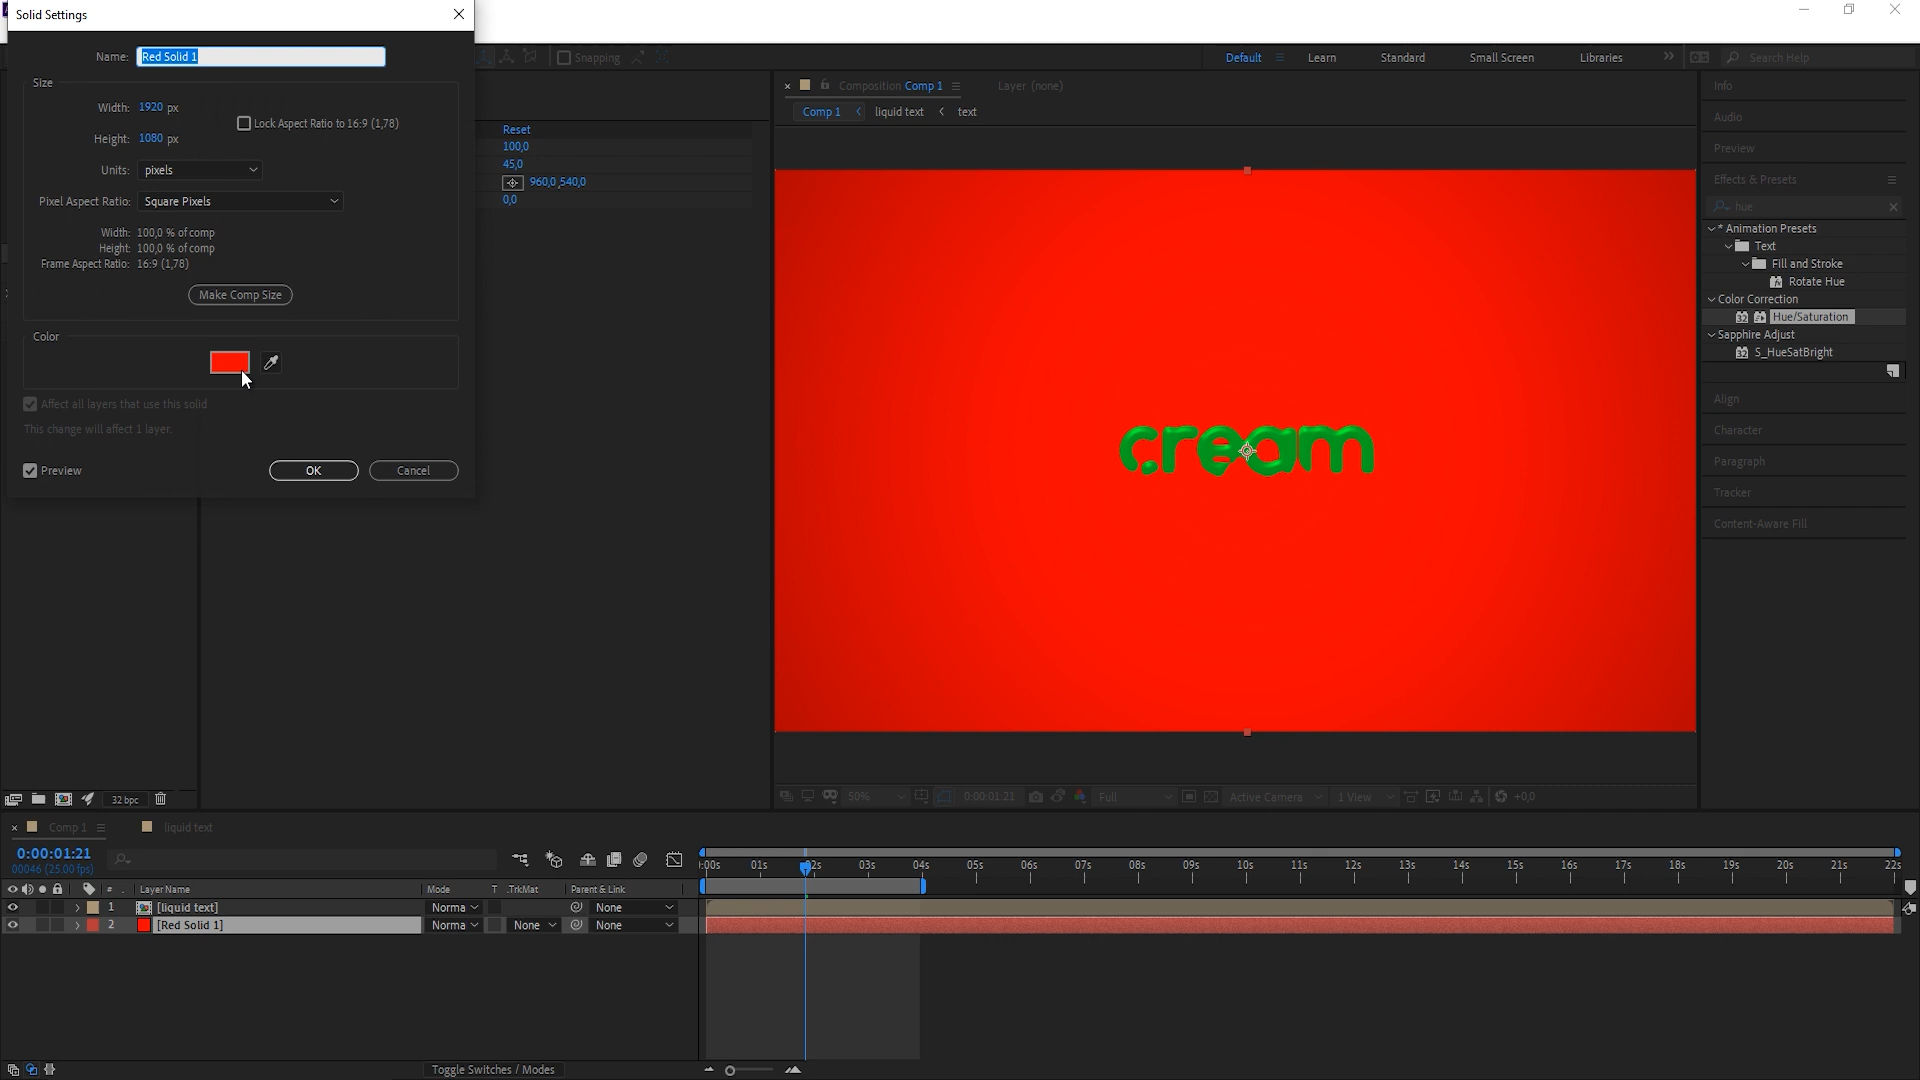 Solid Settings
Name: Red Solid 1
Size
Width: 1920 px
Lock Aspect Ratio to 16:9 (1,78)
Height: 1080 px
Units: pixels
Pixel Aspect Ratio: Square Pixels
Width: 100,0 % of comp
Height: 100,0 % of comp
Frame Aspect Ratio: 16:9 (1,78)
Make Comp Size
Color
Affect all layers that use this solid
This change will affect 1 layer.
Preview
OK
Cancel
Snapping
Default
Learn
Standard
Small Screen
Libraries
Search Help
Reset
100,0
45,0
960,0 ,540,0
0,0
Composition Comp 1
Layer (none)
Comp 1
liquid text
text
cream
50%
0:00:01:21
Full
Active Camera
1 View
+0,0
Info
Audio
Preview
Effects & Presets
hue
* Animation Presets
Text
Fill and Stroke
Rotate Hue
Color Correction
32 Hue/Saturation
Sapphire Adjust
32 S_HueSatBright
Align
Character
Paragraph
Tracker
Content-Aware Fill
32 bpc
Comp 1
liquid text
0:00:01:21
00046 (25.00 fps)
# Layer Name Mode T .TrkMat Parent & Link
1 [liquid text] Norma None
2 [Red Solid 1] Norma None None
:00s 01s 02s 03s 04s 05s 06s 07s 08s 09s 10s 11s 12s 13s 14s 15s 16s 17s 18s 19s 20s 21s 22s
Toggle Switches / Modes